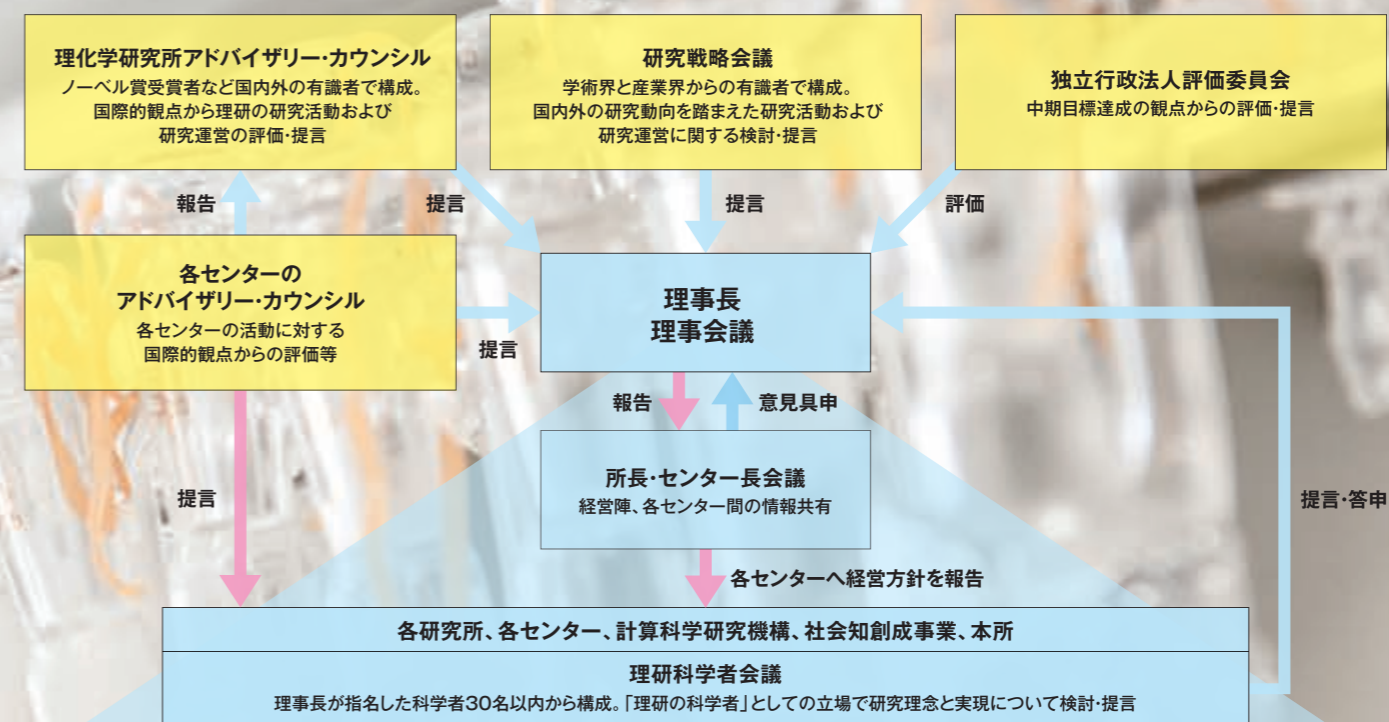 理化学研究所アドバイザリー・カウンシル
ノーベル賞受賞者など国内外の有識者で構成。
国際的観点から理研の研究活動および
研究運営の評価・提言
研究戦略会議
学術界と産業界からの有識者で構成。
国内外の研究動向を踏まえた研究活動および
研究運営に関する検討・提言
独立行政法人評価委員会
中期目標達成の観点からの評価・提言
報告
提言
提言
評価
各センターの
アドバイザリー・カウンシル
各センターの活動に対する
国際的観点からの評価等
提言
理事長
理事会議
報告
意見具申
所長・センター長会議
経営陣、各センター間の情報共有
提言
提言・答申
各センターへ経営方針を報告
各研究所、各センター、計算科学研究機構、社会知創成事業、本所
理研科学者会議
理事長が指名した科学者30名以内から構成。「理研の科学者」としての立場で研究理念と実現について検討・提言